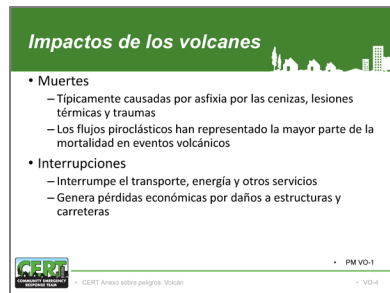 Impactos de los volcanes
• Muertes
– Típicamente causadas por asfixia por las cenizas, lesiones
térmicas y traumas
– Los flujos piroclásticos han representado la mayor parte de la
mortalidad en eventos volcánicos
• Interrupciones
– Interrumpe el transporte, energía y otros servicios
– Genera pérdidas económicas por daños a estructuras y
carreteras
• PM VO-1
CERT
COMMUNITY EMERGENCY
RESPONSE TEAM
• CERT Anexo sobre peligros: Volcán
• VO-4